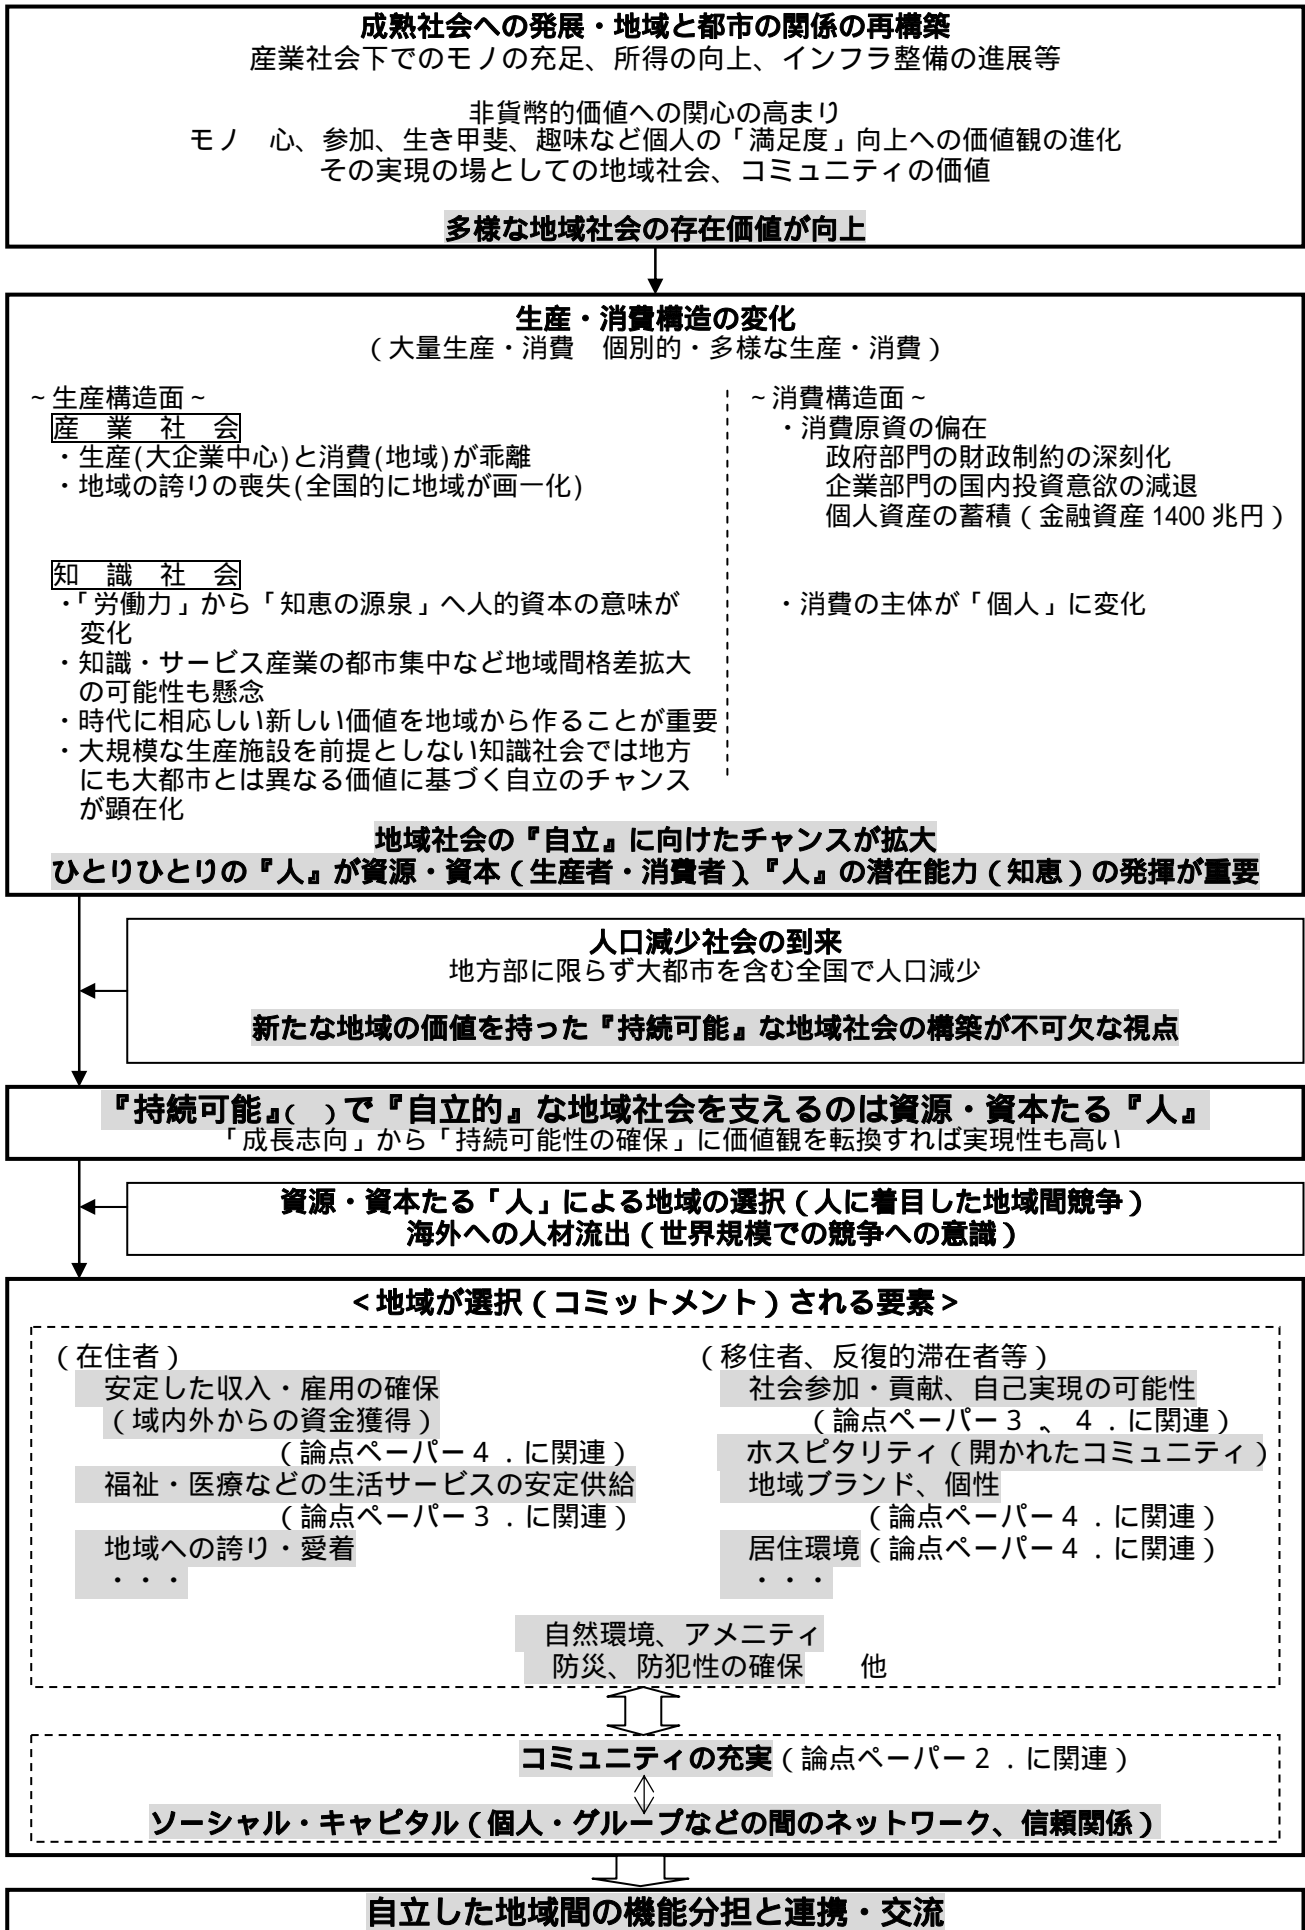 成熟社会への発展・地域と都市の関係の再構築
産業社会下でのモノの充足、所得の向上、インフラ整備の進展等
非貨幣的価値への関心の高まり
モノ　心、参加、生き甲斐、趣味など個人の「満足度」向上への価値観の進化
その実現の場としての地域社会、コミュニティの価値
多様な地域社会の存在価値が向上
生産・消費構造の変化
（大量生産・消費　個別的・多様な生産・消費）
~生産構造面~
産　業　社　会
・生産(大企業中心)と消費(地域)が乖離
・地域の誇りの喪失(全国的に地域が画一化)
知　識　社　会
・「労働力」から「知恵の源泉」へ人的資本の意味が
変化
・知識・サービス産業の都市集中など地域間格差拡大
の可能性も懸念
・時代に相応しい新しい価値を地域から作ることが重要
・大規模な生産施設を前提としない知識社会では地方
にも大都市とは異なる価値に基づく自立のチャンス
が顕在化
~消費構造面~
・消費原資の偏在
政府部門の財政制約の深刻化
企業部門の国内投資意欲の減退
個人資産の蓄積（金融資産1400兆円）
・消費の主体が「個人」に変化
地域社会の『自立』に向けたチャンスが拡大
ひとりひとりの『人』が資源・資本（生産者・消費者）、『人』の潜在能力（知恵）の発揮が重要
人口減少社会の到来
地方部に限らず大都市を含む全国で人口減少
新たな地域の価値を持った『持続可能』な地域社会の構築が不可欠な視点
『持続可能』(　)で『自立的』な地域社会を支えるのは資源・資本たる『人』
「成長志向」から「持続可能性の確保」に価値観を転換すれば実現性も高い
資源・資本たる「人」による地域の選択（人に着目した地域間競争）
海外への人材流出（世界規模での競争への意識）
<地域が選択（コミットメント）される要素>
（在住者）
安定した収入・雇用の確保
（域内外からの資金獲得）
（論点ペーパー４．に関連）
福祉・医療などの生活サービスの安定供給
（論点ペーパー３．に関連）
地域への誇り・愛着
・・・
（移住者、反復的滞在者等）
社会参加・貢献、自己実現の可能性
（論点ペーパー３、４．に関連）
ホスピタリティ（開かれたコミュニティ）
地域ブランド、個性
（論点ペーパー４．に関連）
居住環境（論点ペーパー４．に関連）
・・・
自然環境、アメニティ
防災、防犯性の確保　　他
コミュニティの充実（論点ペーパー２．に関連）
ソーシャル・キャピタル（個人・グループなどの間のネットワーク、信頼関係）
自立した地域間の機能分担と連携・交流